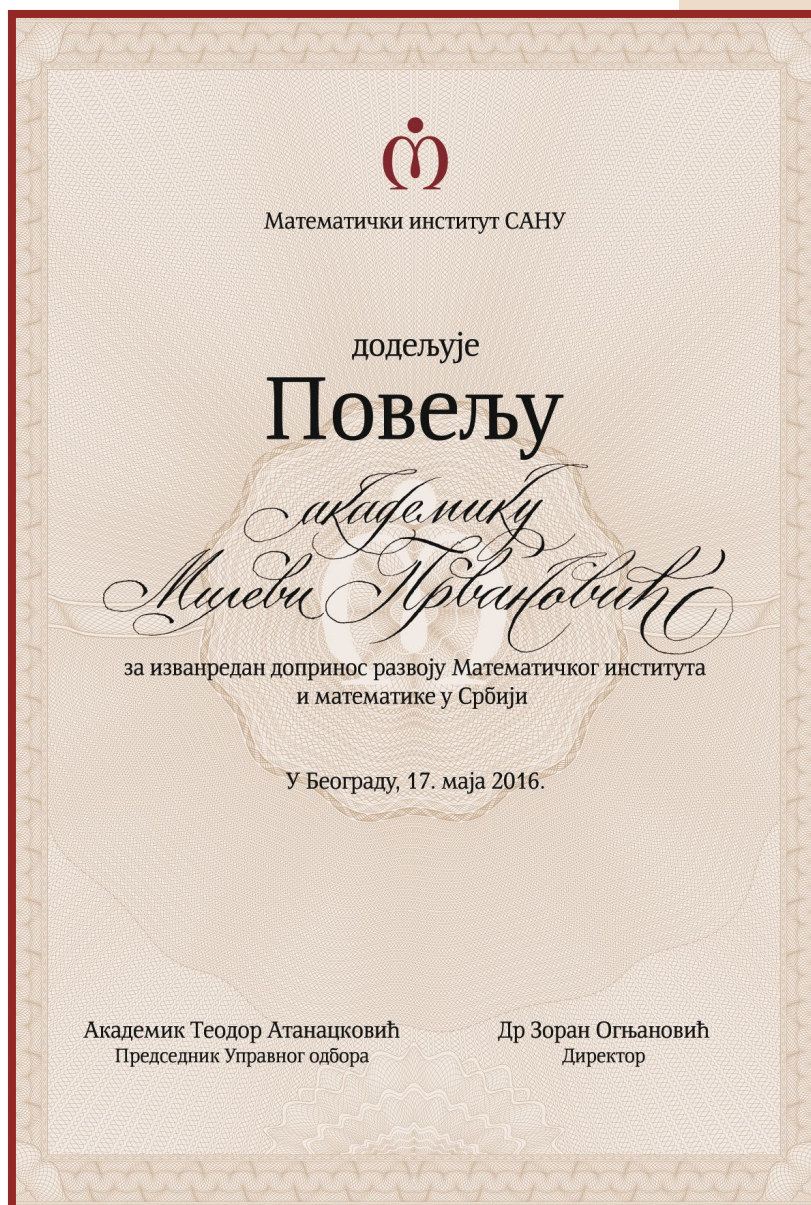 Математички институт САНУ
додељује
Повељу
академику
Милеви Првановић
за изванредан допринос развоју Математичког института
и математике у Србији
У Београду, 17. маја 2016.
Академик Теодор Атанацковић
Председник Управног одбора
Др Зоран Огњановић
Директор